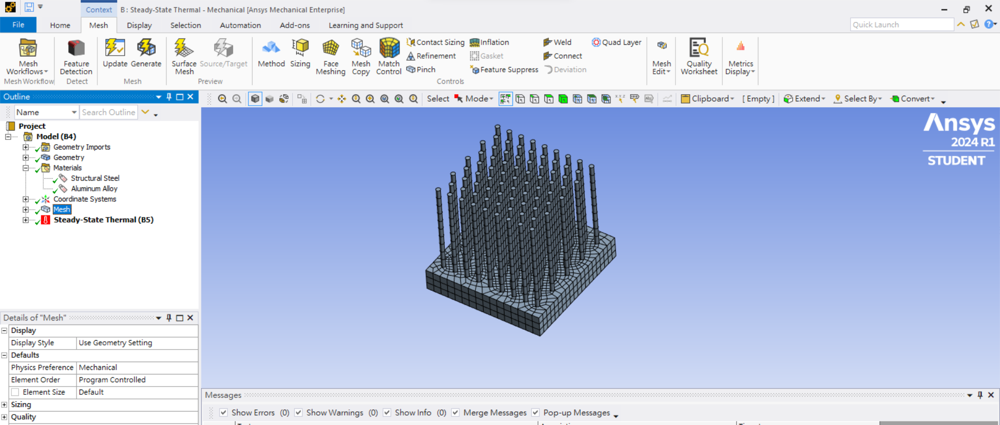 Context
B : Steady-State Thermal - Mechanical [Ansys Mechanical Enterprise]
File Home Mesh Display Selection Automation Add-ons Learning and Support
Quick Launch
Mesh Workflows
Feature Detection
Update
Generate
Surface Mesh
Source/Target
Method
Sizing
Face Meshing
Mesh Copy
Match Control
Contact Sizing
Refinement
Pinch
Inflation
Gasket
Feature Suppress
Weld
Connect
Deviation
Quad Layer
Mesh Edit
Quality Worksheet
Metrics Display
Mesh Workflow Detect Mesh Preview Controls
Outline
Select Mode Clipboard [ Empty ] Extend Select By Convert
Name Search Outline
Project
Model (B4)
Geometry Imports
Geometry
Materials
Structural Steel
Aluminum Alloy
Coordinate Systems
Mesh
Steady-State Thermal (B5)
Ansys
2024 R1
STUDENT
Details of "Mesh"
Display
Display Style Use Geometry Setting
Defaults
Physics Preference Mechanical
Element Order Program Controlled
Element Size Default
Sizing
Quality
Messages
Show Errors (0) Show Warnings (0) Show Info (0) Merge Messages Pop-up Messages